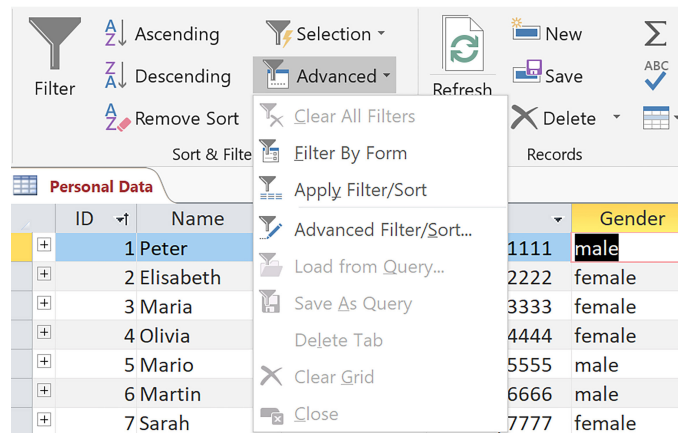 Filter
Ascending
Descending
Remove Sort
Sort & Filte
Selection
Advanced
Refresh
New
Save
Delete
Records
ABC
Clear All Filters
Filter By Form
Apply Filter/Sort
Advanced Filter/Sort...
Load from Query...
Save As Query
Delete Tab
Clear Grid
Close
Personal Data
ID Name Gender
1 Peter 1111 male
2 Elisabeth 2222 female
3 Maria 3333 female
4 Olivia 4444 female
5 Mario 5555 male
6 Martin 6666 male
7 Sarah 7777 female